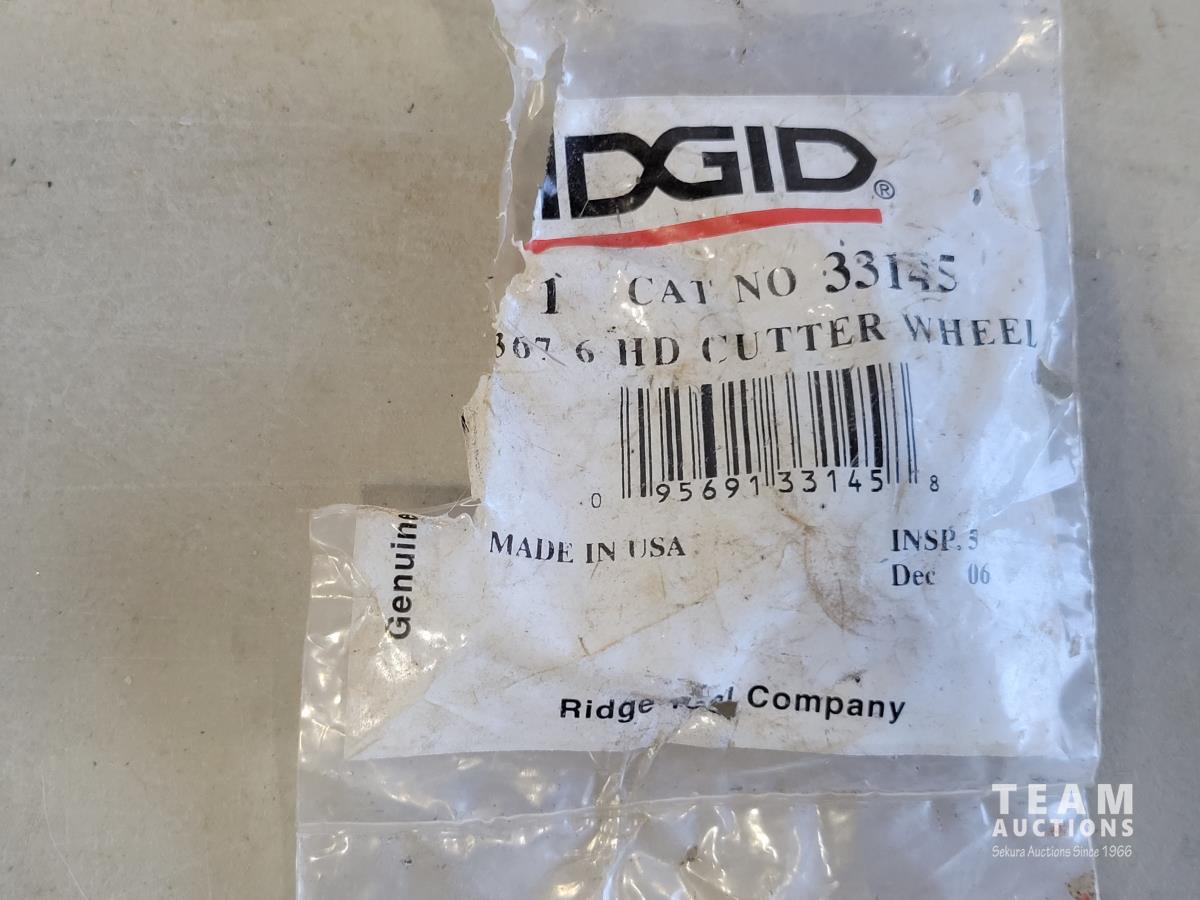 IDGID®
1 CAT NO 33145
367 6 HD CUTTER WHEEL
0 95691 33145 8
MADE IN USA
INSP. 5
Dec 06
Genuine
Ridge Tool Company
TEAM
AUCTIONS
Sekura Auctions Since 1966